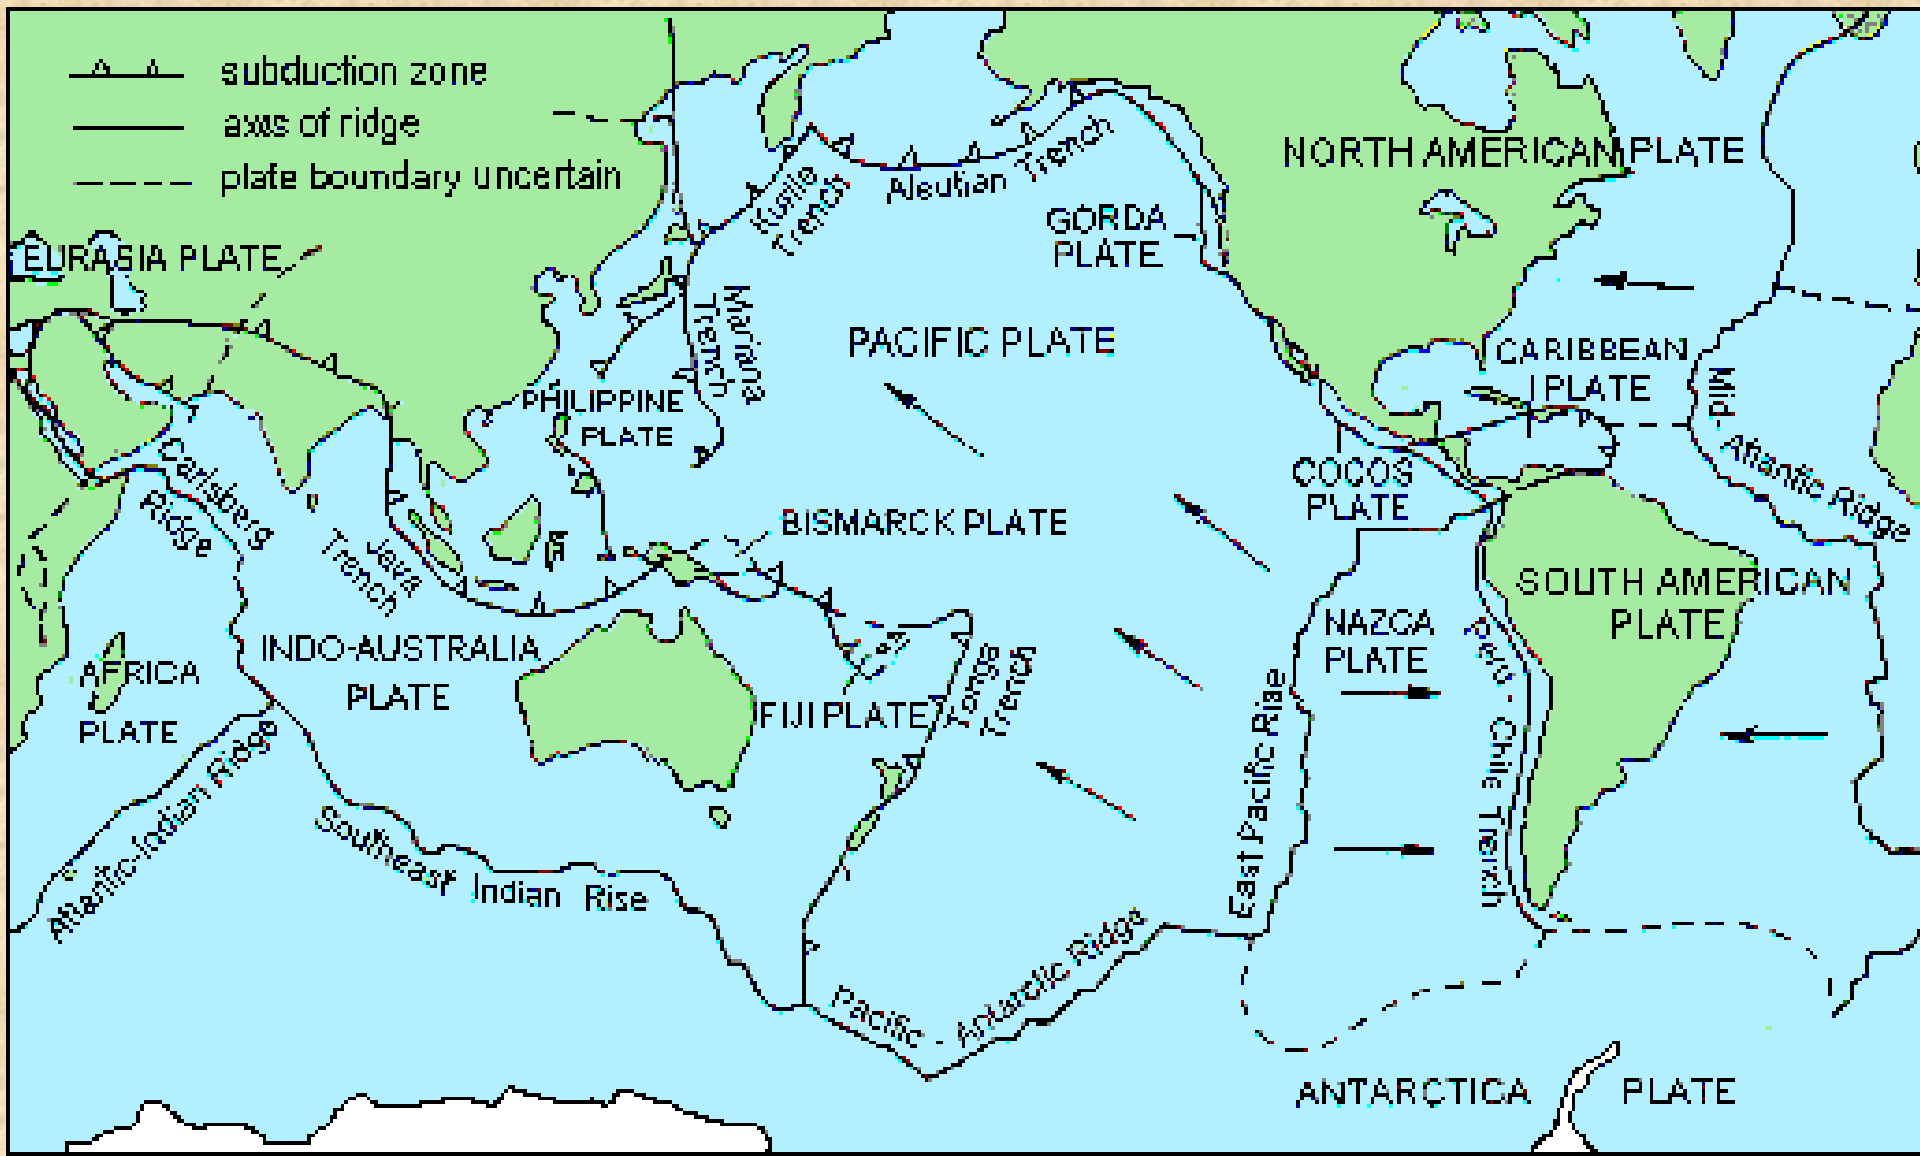 subduction zone
axis of ridge
plate boundary uncertain
EURASIA PLATE
Kurile
Trench
Aleutian Trench
GORDA
PLATE
NORTH AMERICAN PLATE
Mariana
Trench
PACIFIC PLATE
PHILIPPINE
PLATE
CARIBBEAN
PLATE
Mid-Atlantic Ridge
COCOS
PLATE
Carlsberg
Ridge
Java
Trench
BISMARCK PLATE
SOUTH AMERICAN
PLATE
NAZCA
PLATE
Peru - Chile Trench
INDO-AUSTRALIA
PLATE
AFRICA
PLATE
FIJI PLATE
Tonga
Trench
East Pacific Rise
Atlantic-Indian Ridge
Southeast Indian Rise
Pacific - Antarctic Ridge
ANTARCTICA PLATE